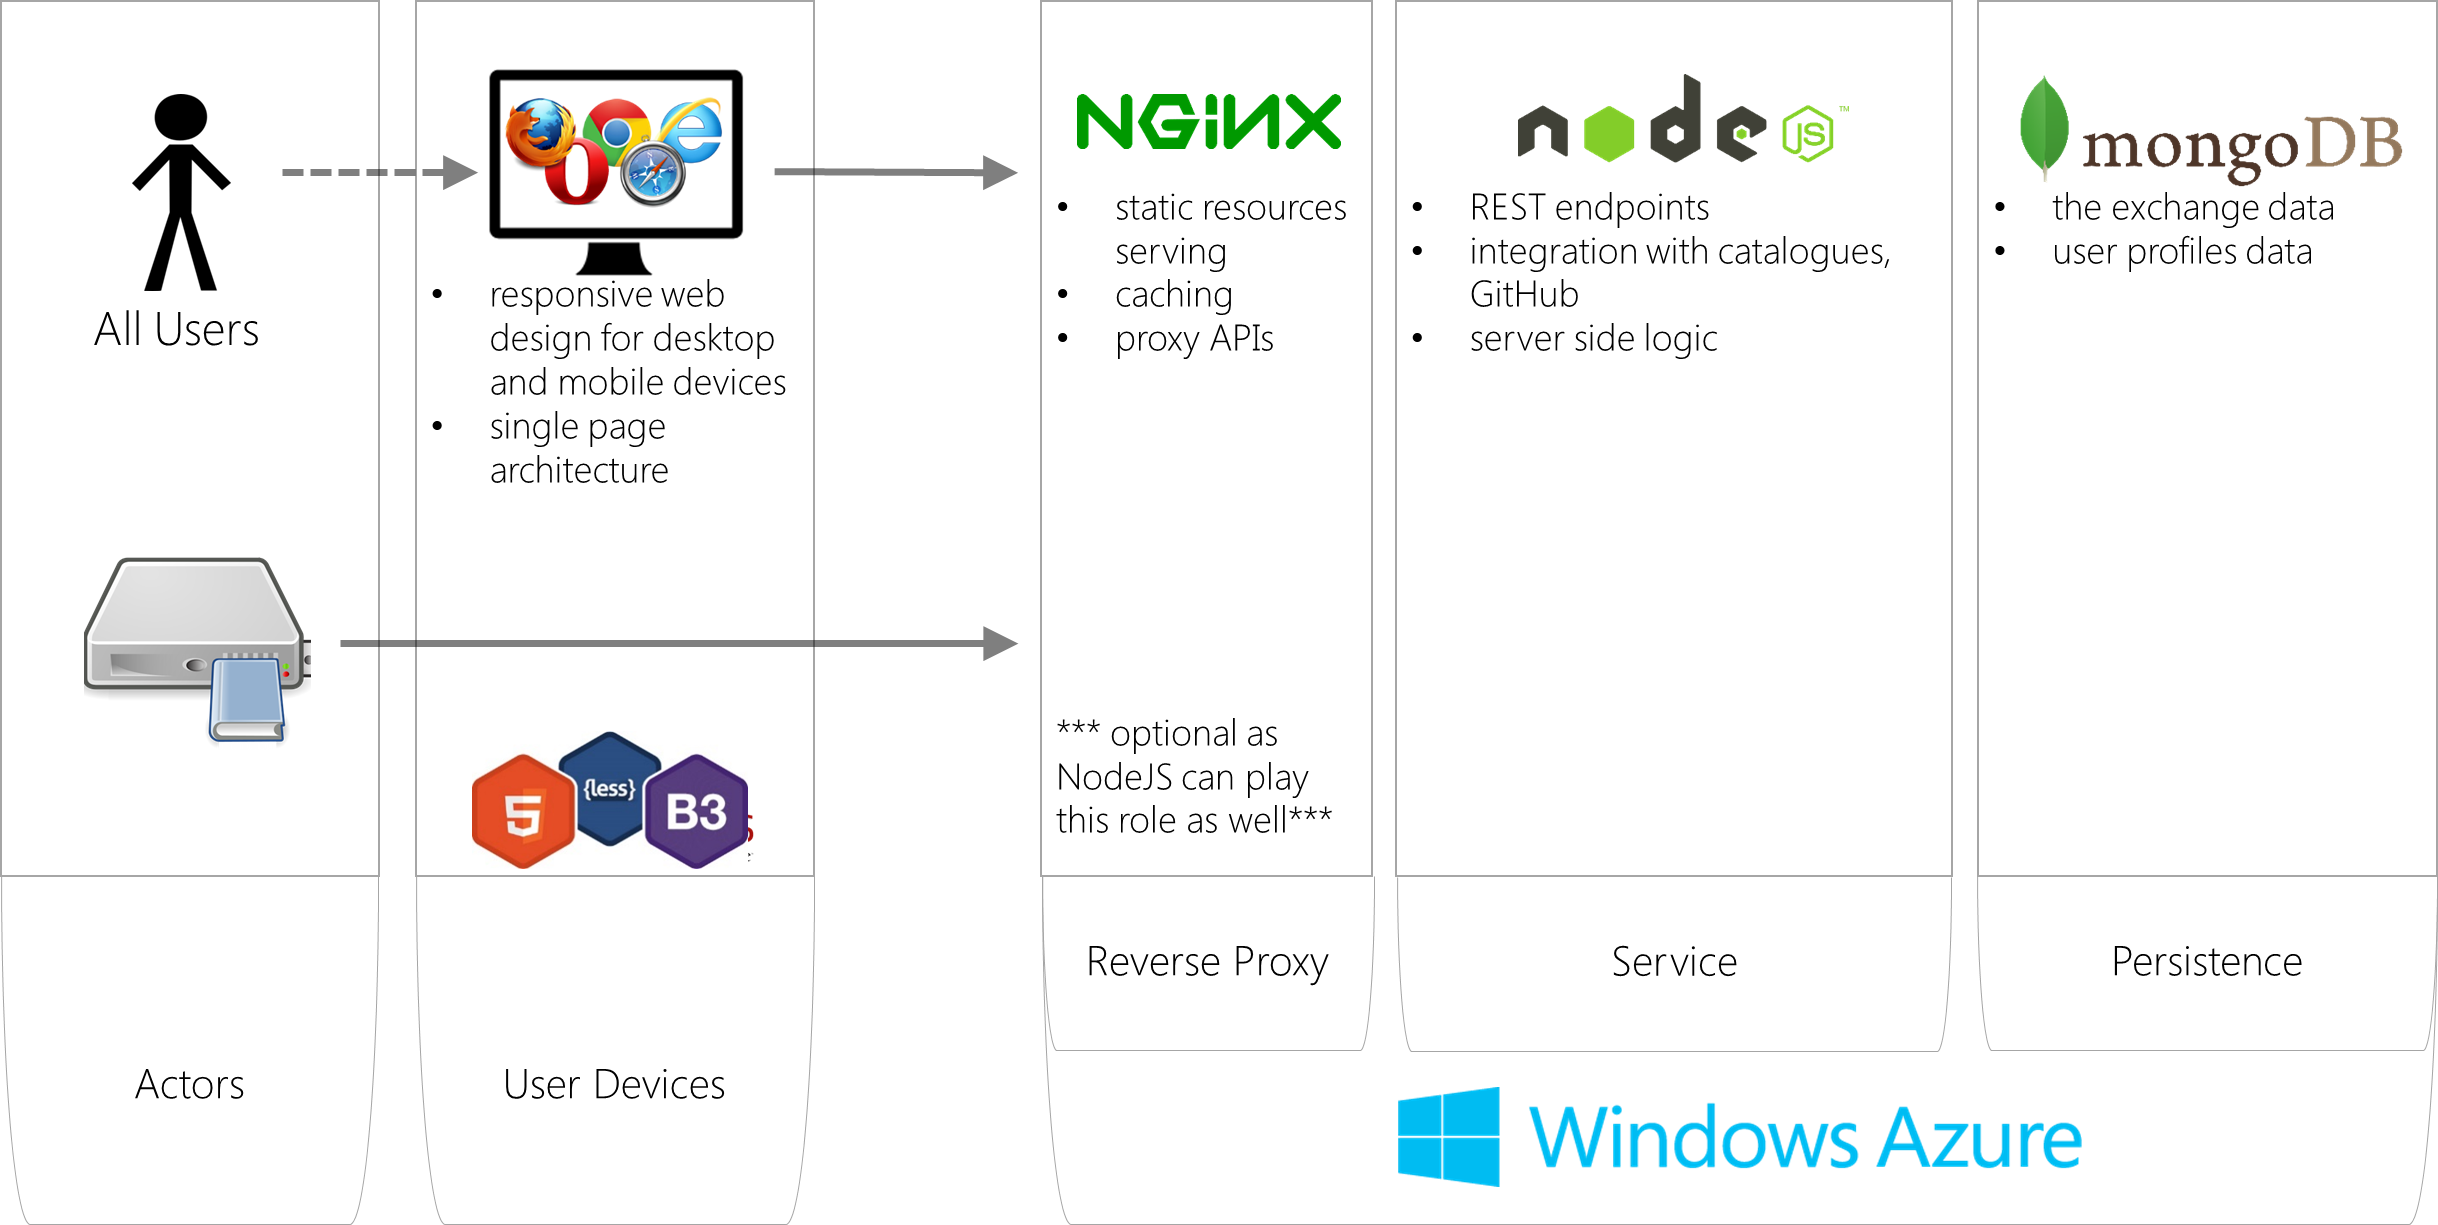 All Users
Actors
responsive web
design for desktop
and mobile devices
single page
architecture
5
{less}
B3
User Devices
NGiNX
static resources
serving
caching
proxy APIs
*** optional as
NodeJS can play
this role as well***
Reverse Proxy
node JS ™
REST endpoints
integration with catalogues,
GitHub
server side logic
Service
mongoDB
the exchange data
user profiles data
Persistence
Windows Azure